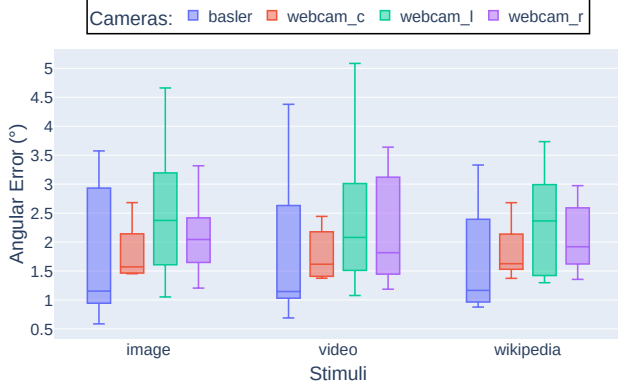 Cameras: basler webcam_c webcam_l webcam_r
5
4.5
4
3.5
3
2.5
2
1.5
1
0.5
Angular Error (°)
image video wikipedia
Stimuli